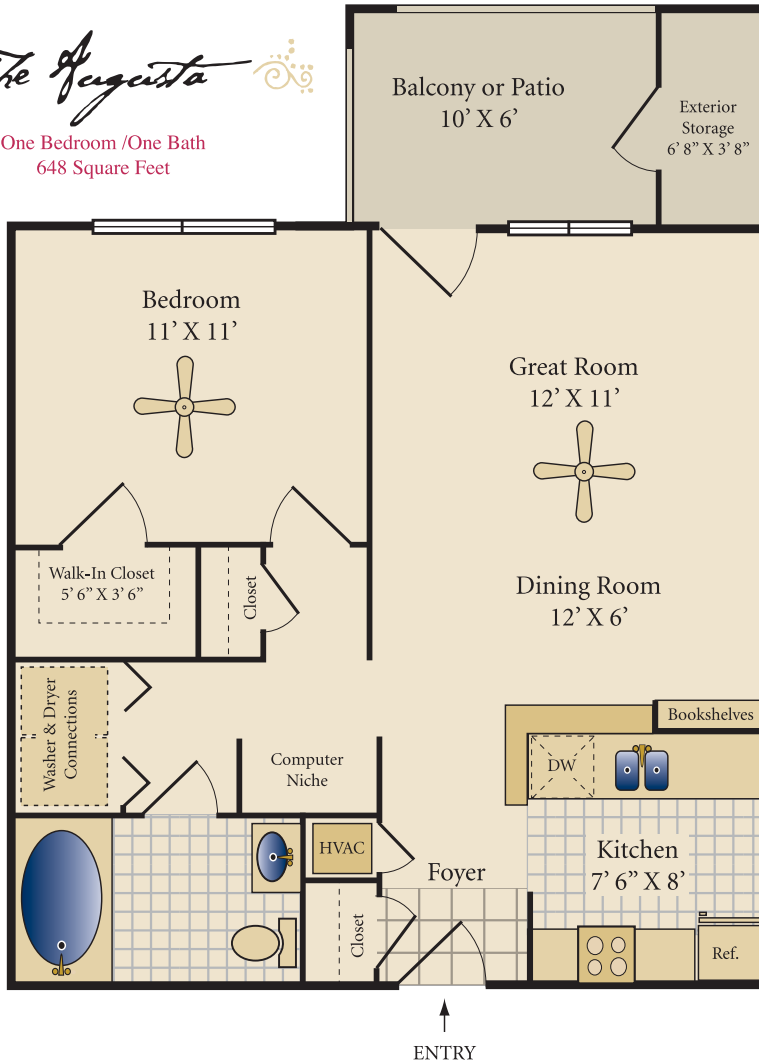 The Augusta
One Bedroom /One Bath
648 Square Feet
Balcony or Patio
10’ X 6’
Exterior
Storage
6’ 8” X 3’ 8”
Bedroom
11’ X 11’
Great Room
12’ X 11’
Walk-In Closet
5’ 6” X 3’ 6”
Closet
Dining Room
12’ X 6’
Washer & Dryer
Connections
Computer
Niche
Bookshelves
DW
HVAC
Kitchen
7’ 6” X 8’
Foyer
Closet
Ref.
ENTRY